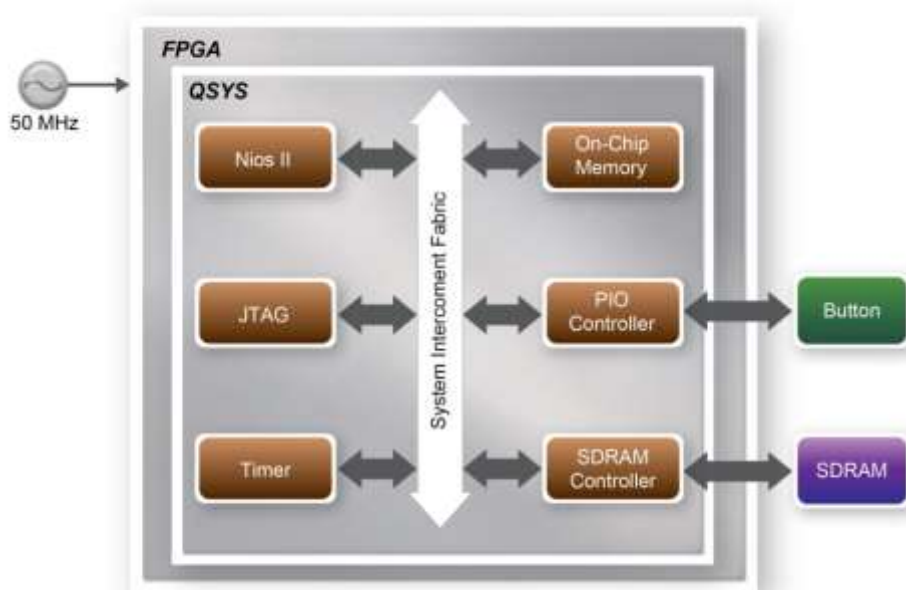 FPGA
QSYS
50 MHz
Nios II
On-Chip
Memory
System Intercoment Fabric
JTAG
PIO
Controller
Button
Timer
SDRAM
Controller
SDRAM